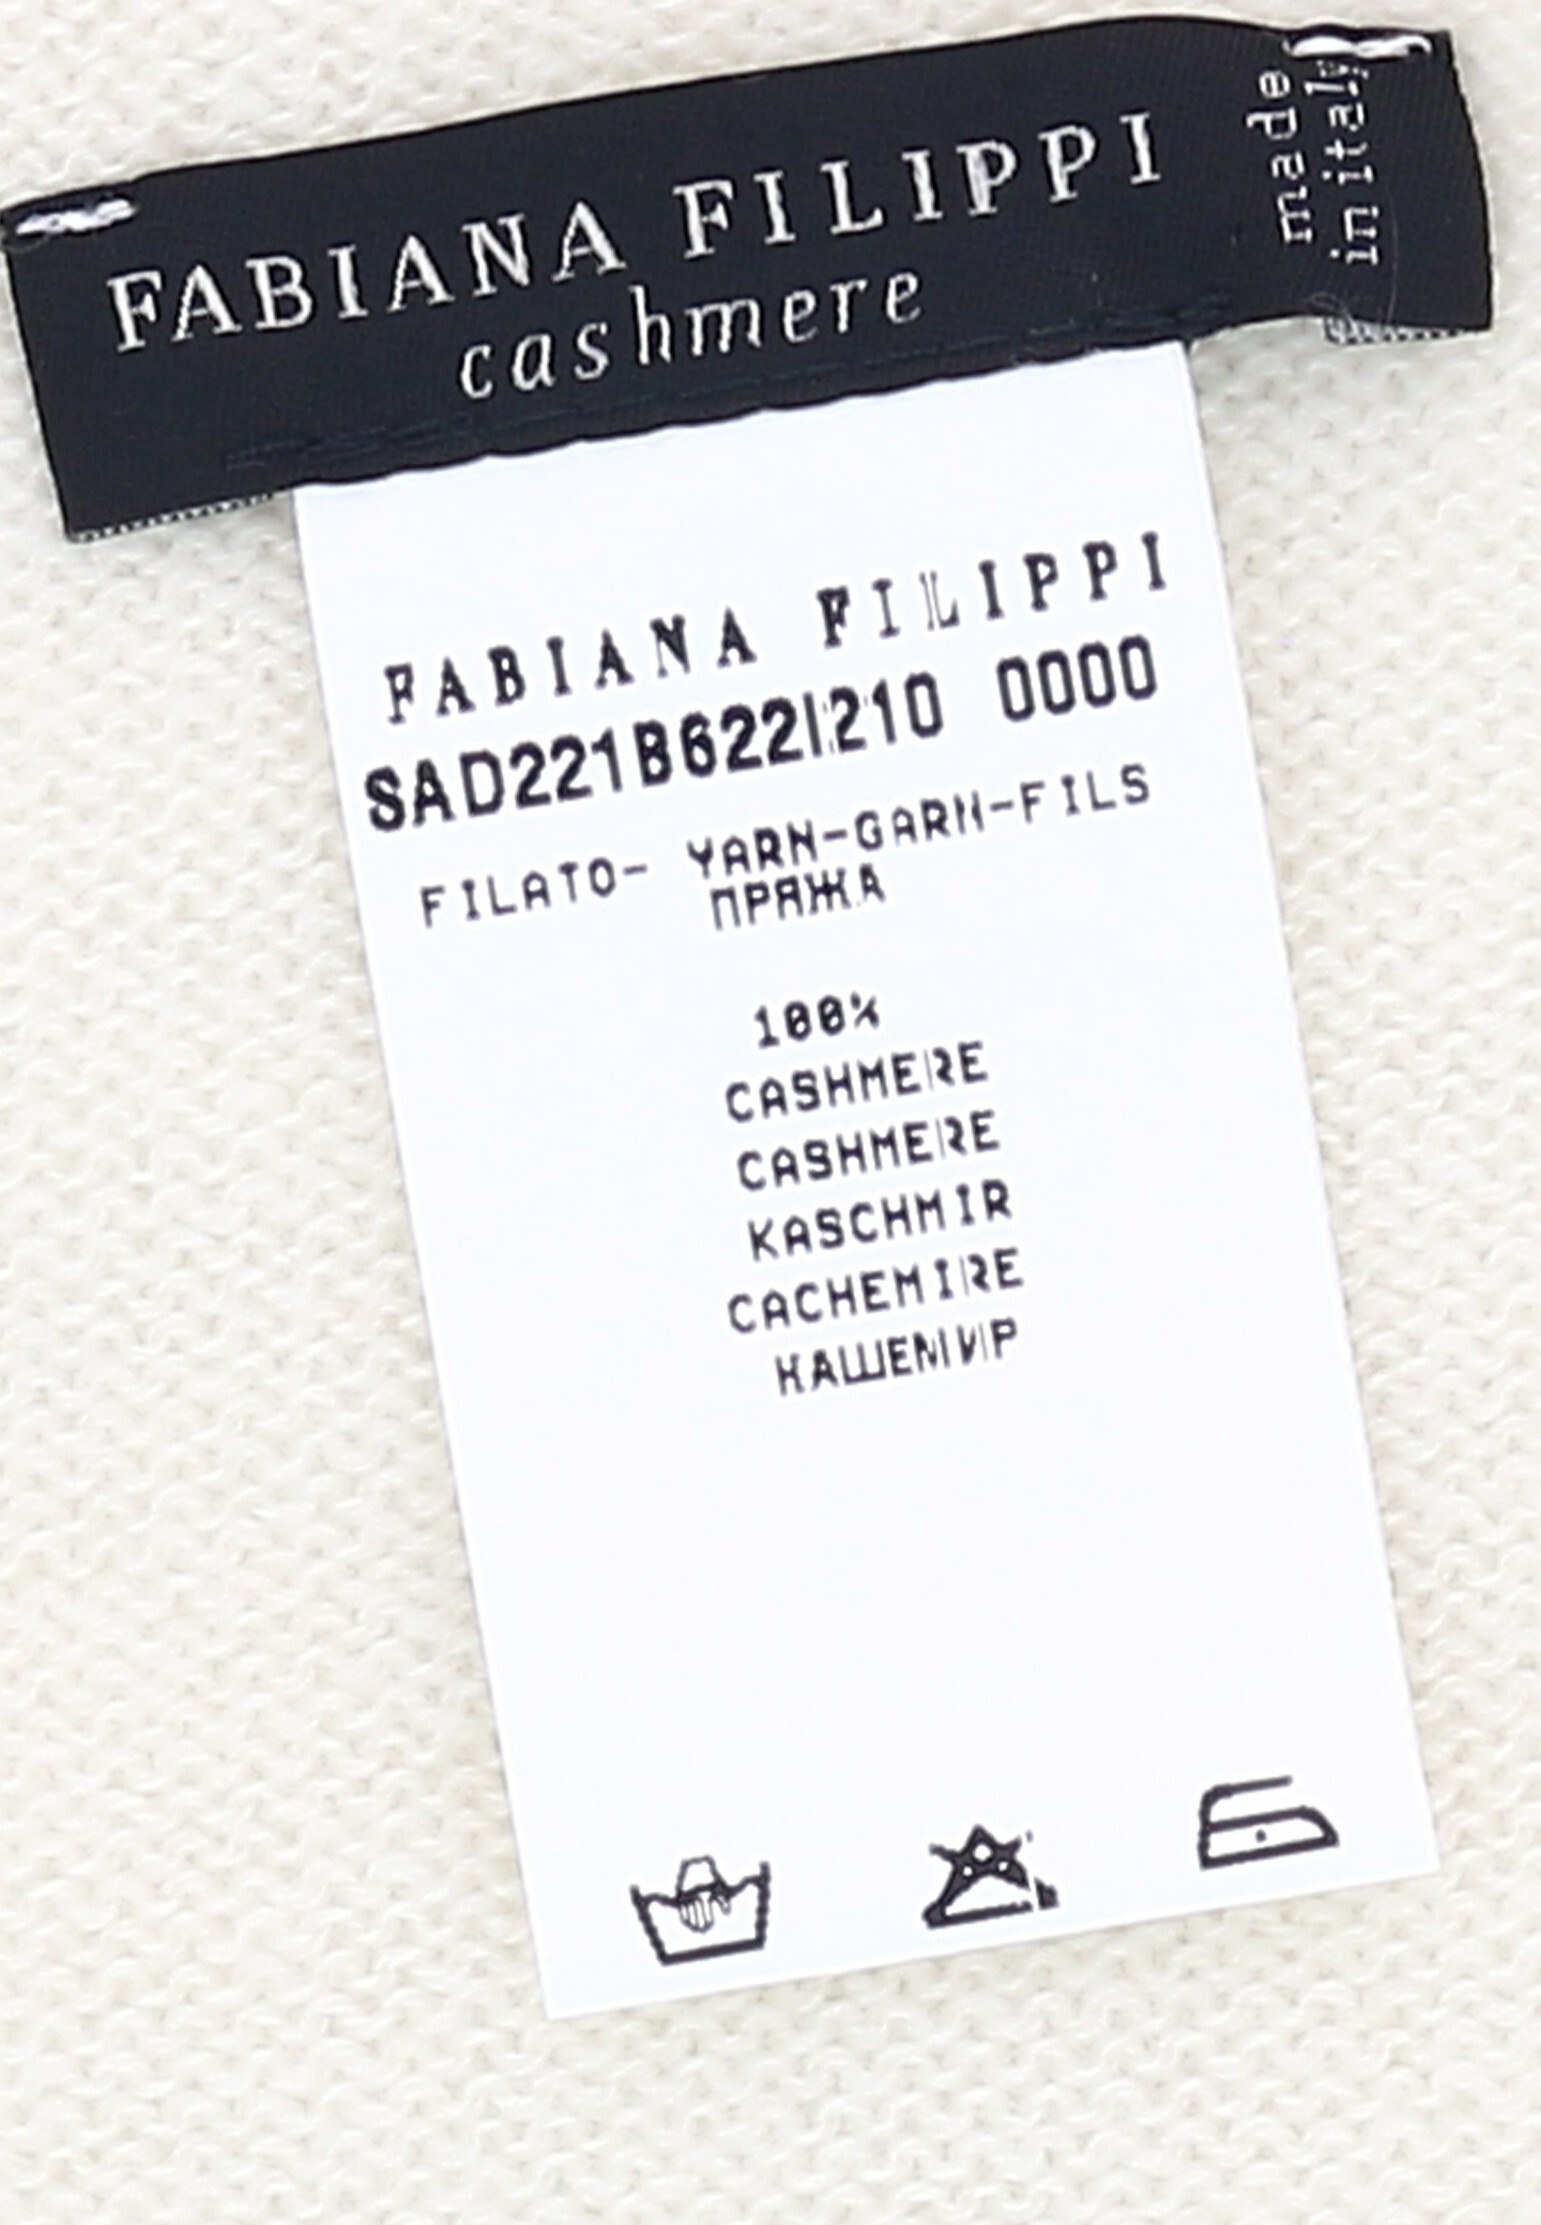 FABIANA FILIPPI
cashmere
made
in italy
FABIANA FILIPPI
SAD221B622I210 0000
FILATO- YARN-GARN-FILS
ПРЯЖА
100%
CASHMERE
CASHMERE
KASCHMIR
CACHEMIRE
КАШЕМИР